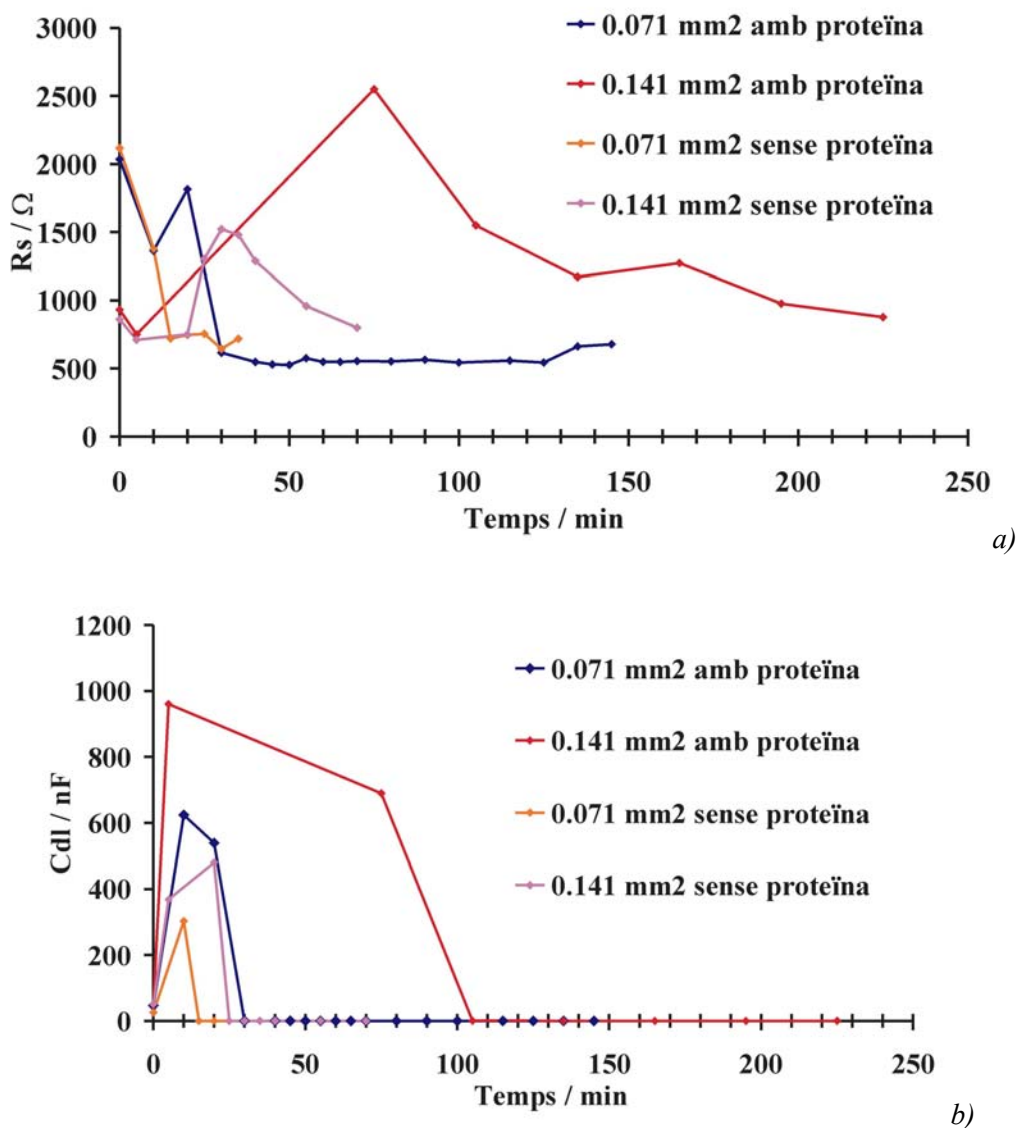 3000
2500
2000
1500
1000
500
0
Rs / Ω
0.071 mm2 amb proteïna
0.141 mm2 amb proteïna
0.071 mm2 sense proteïna
0.141 mm2 sense proteïna
0 50 100 150 200 250
Temps / min
a)
1200
1000
800
600
400
200
0
Cdl / nF
0.071 mm2 amb proteïna
0.141 mm2 amb proteïna
0.071 mm2 sense proteïna
0.141 mm2 sense proteïna
0 50 100 150 200 250
Temps / min
b)